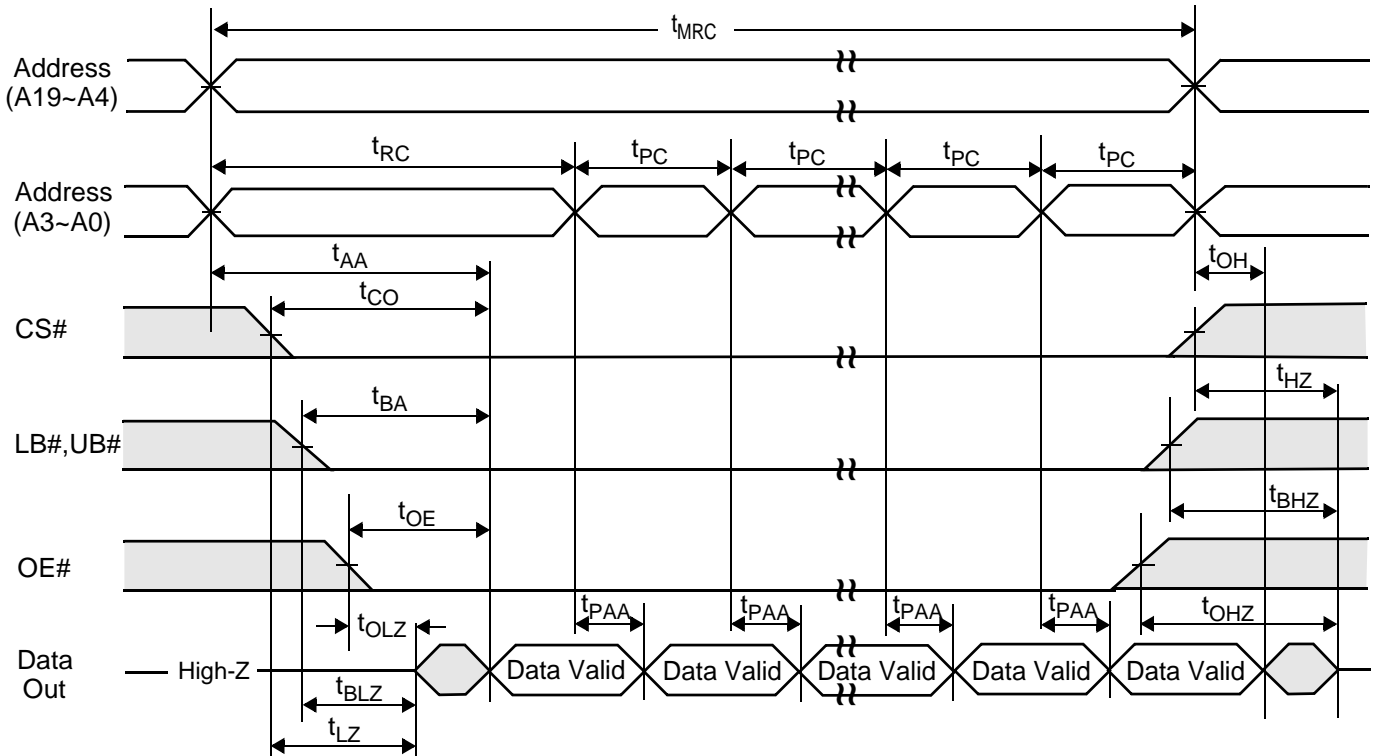 tMRC
Address
(A19~A4)
tRC
tPC
tPC
tPC
tPC
Address
(A3~A0)
tAA
tOH
tCO
CS#
tHZ
tBA
LB#,UB#
tBHZ
tOE
OE#
tPAA
tPAA
tPAA
tPAA
tOHZ
tOLZ
Data
Out
High-Z
Data Valid
Data Valid
Data Valid
Data Valid
Data Valid
tBLZ
tLZ